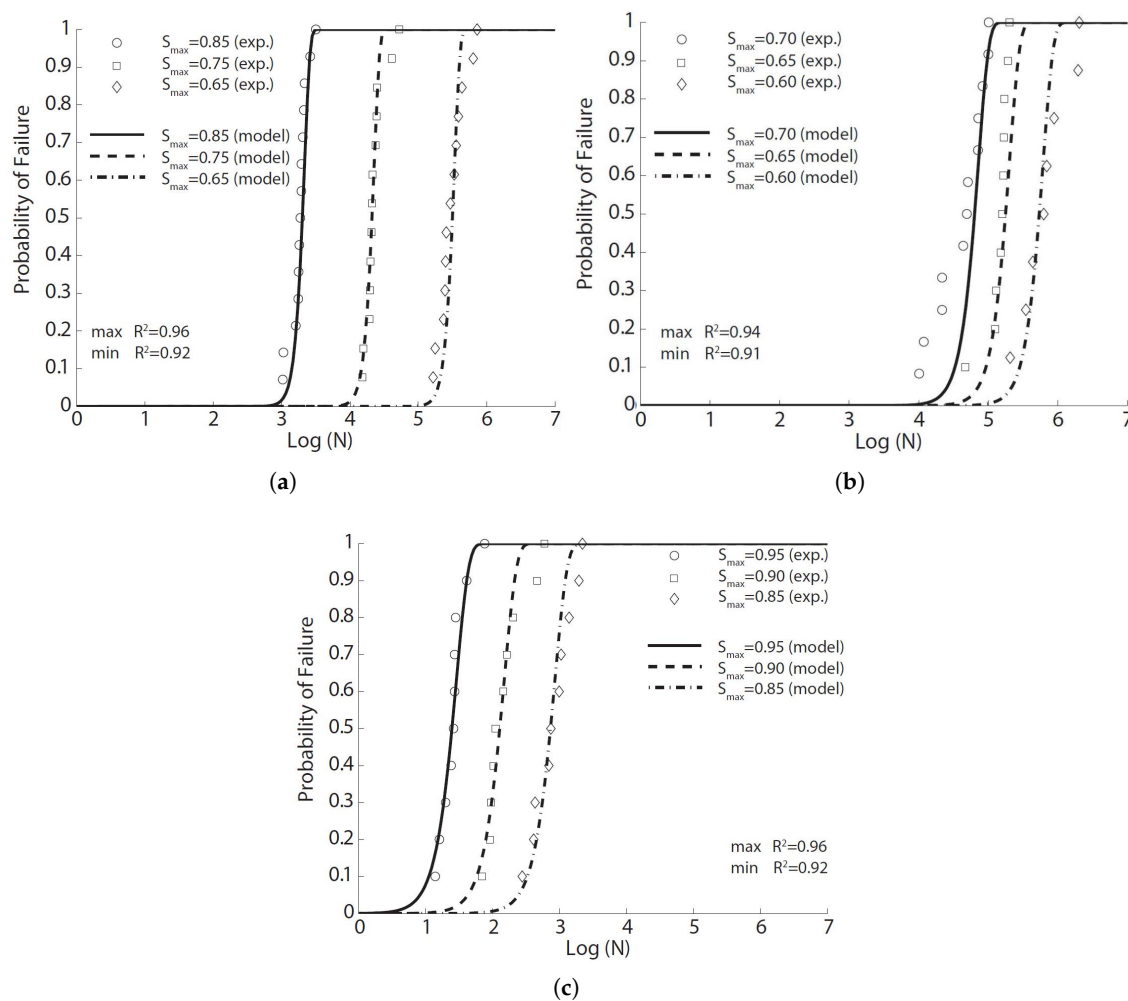 1
0.9
0.8
0.7
0.6
0.5
0.4
0.3
0.2
0.1
0
Probability of Failure
S_max=0.85 (exp.)
S_max=0.75 (exp.)
S_max=0.65 (exp.)
S_max=0.85 (model)
S_max=0.75 (model)
S_max=0.65 (model)
max R²=0.96
min R²=0.92
0 1 2 3 4 5 6 7
Log (N)
(a)
1
0.9
0.8
0.7
0.6
0.5
0.4
0.3
0.2
0.1
0
Probability of Failure
S_max=0.70 (exp.)
S_max=0.65 (exp.)
S_max=0.60 (exp.)
S_max=0.70 (model)
S_max=0.65 (model)
S_max=0.60 (model)
max R²=0.94
min R²=0.91
0 1 2 3 4 5 6 7
Log (N)
(b)
1
0.9
0.8
0.7
0.6
0.5
0.4
0.3
0.2
0.1
0
Probability of Failure
S_max=0.95 (exp.)
S_max=0.90 (exp.)
S_max=0.85 (exp.)
S_max=0.95 (model)
S_max=0.90 (model)
S_max=0.85 (model)
max R²=0.96
min R²=0.92
0 1 2 3 4 5 6 7
Log (N)
(c)